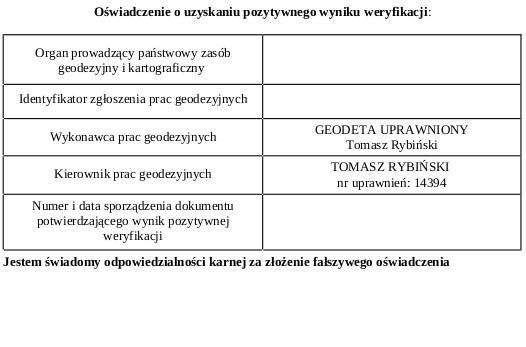 Oświadczenie o uzyskaniu pozytywnego wyniku weryfikacji:
Organ prowadzący państwowy zasób
geodezyjny i kartograficzny
Identyfikator zgłoszenia prac geodezyjnych
Wykonawca prac geodezyjnych
GEODETA UPRAWNIONY
Tomasz Rybiński
Kierownik prac geodezyjnych
TOMASZ RYBIŃSKI
nr uprawnień: 14394
Numer i data sporządzenia dokumentu
potwierdzającego wynik pozytywnej
weryfikacji
Jestem świadomy odpowiedzialności karnej za złożenie fałszywego oświadczenia